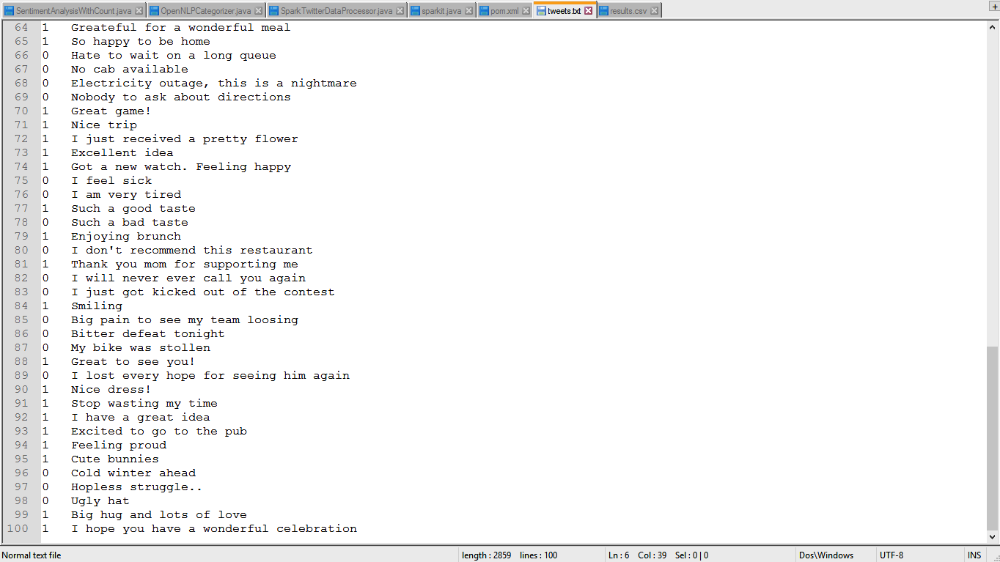 SentimentAnalysisWithCount.java OpenNLPCategorizer.java SparkTwitterDataProcessor.java sparkit.java pom.xml tweets.txt results.csv
64 1 Greateful for a wonderful meal
65 1 So happy to be home
66 0 Hate to wait on a long queue
67 0 No cab available
68 0 Electricity outage, this is a nightmare
69 0 Nobody to ask about directions
70 1 Great game!
71 1 Nice trip
72 1 I just received a pretty flower
73 1 Excellent idea
74 1 Got a new watch. Feeling happy
75 0 I feel sick
76 0 I am very tired
77 1 Such a good taste
78 0 Such a bad taste
79 1 Enjoying brunch
80 0 I don't recommend this restaurant
81 1 Thank you mom for supporting me
82 0 I will never ever call you again
83 0 I just got kicked out of the contest
84 1 Smiling
85 0 Big pain to see my team loosing
86 0 Bitter defeat tonight
87 0 My bike was stollen
88 1 Great to see you!
89 0 I lost every hope for seeing him again
90 1 Nice dress!
91 1 Stop wasting my time
92 1 I have a great idea
93 1 Excited to go to the pub
94 1 Feeling proud
95 1 Cute bunnies
96 0 Cold winter ahead
97 0 Hopless struggle..
98 0 Ugly hat
99 1 Big hug and lots of love
100 1 I hope you have a wonderful celebration
Normal text file length : 2859 lines : 100 Ln : 6 Col : 39 Sel : 0 | 0 Dos\Windows UTF-8 INS